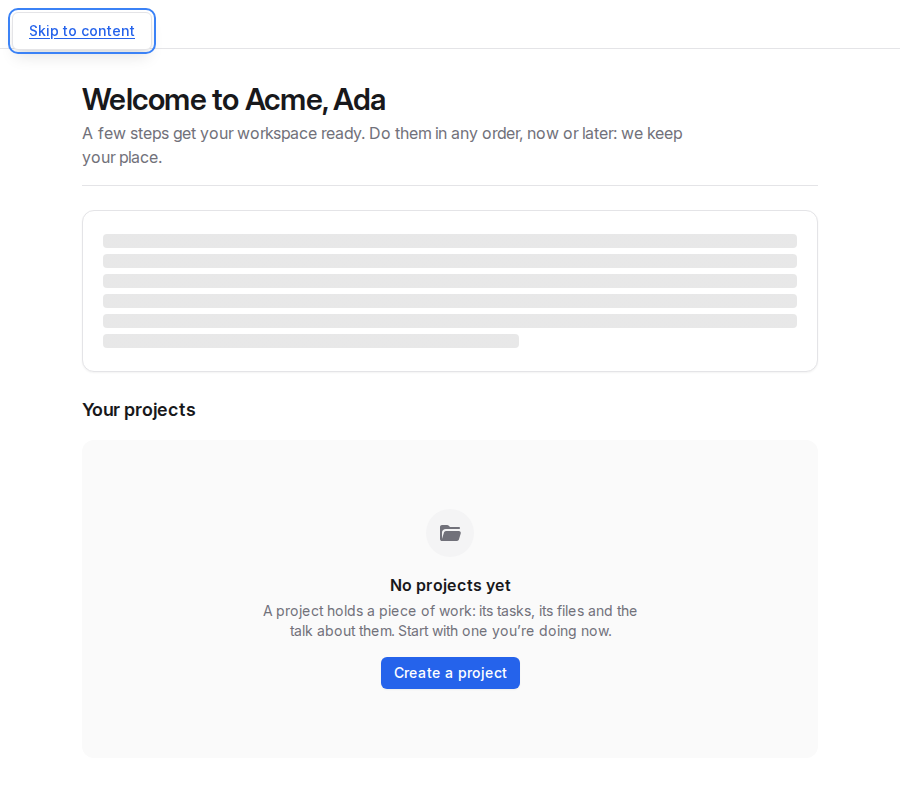 Skip to content
Welcome to Acme, Ada
A few steps get your workspace ready. Do them in any order, now or later: we keep
your place.
Your projects
No projects yet
A project holds a piece of work: its tasks, its files and the
talk about them. Start with one you’re doing now.
Create a project